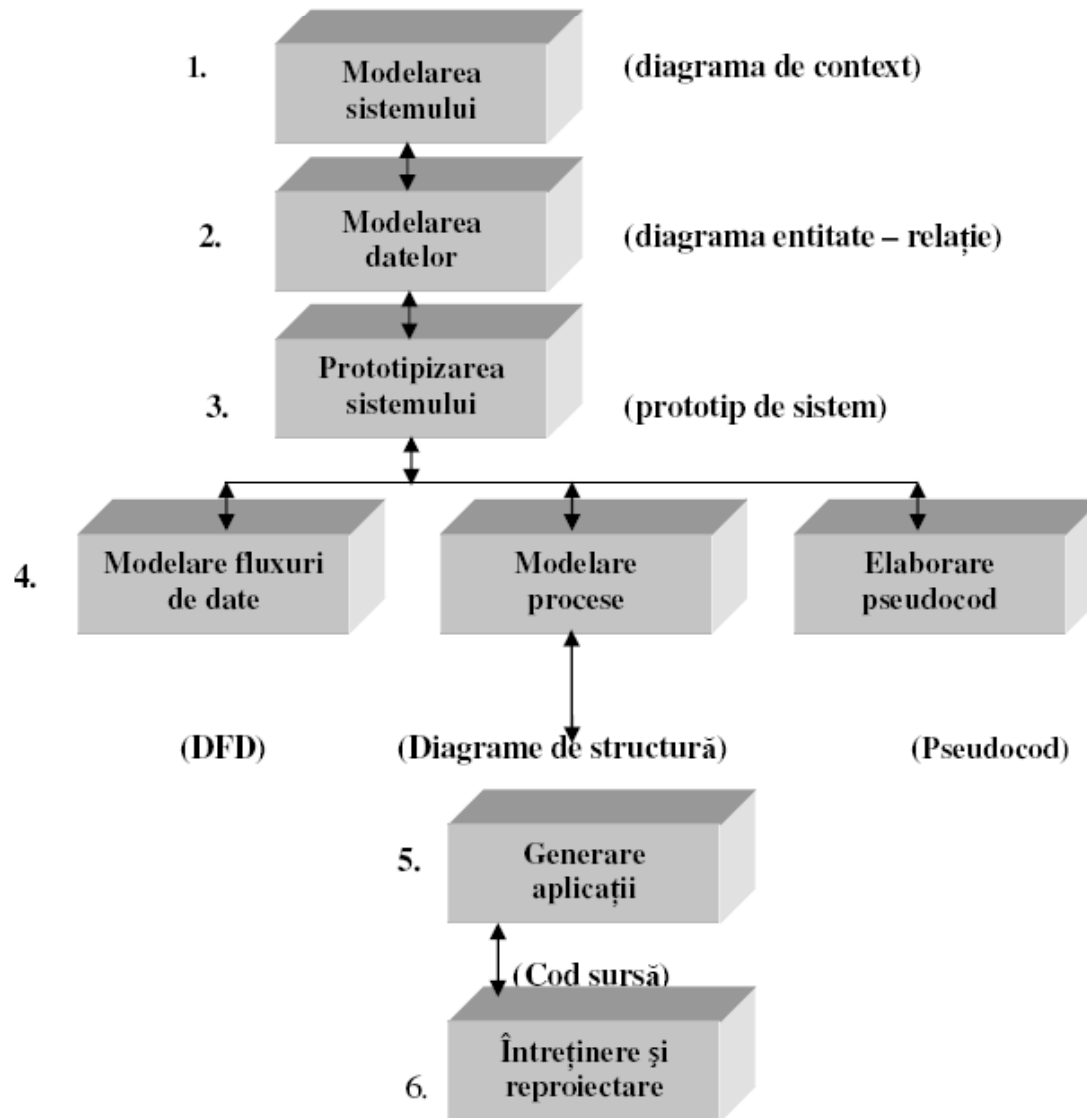 1.
Modelarea
sistemului
(diagrama de context)
2.
Modelarea
datelor
(diagrama entitate – relație)
3.
Prototipizarea
sistemului
(prototip de sistem)
4.
Modelare fluxuri
de date
Modelare
procese
Elaborare
pseudocod
(DFD)
(Diagrame de structură)
(Pseudocod)
5.
Generare
aplicații
(Cod sursă)
6.
Întreținere şi
reproiectare